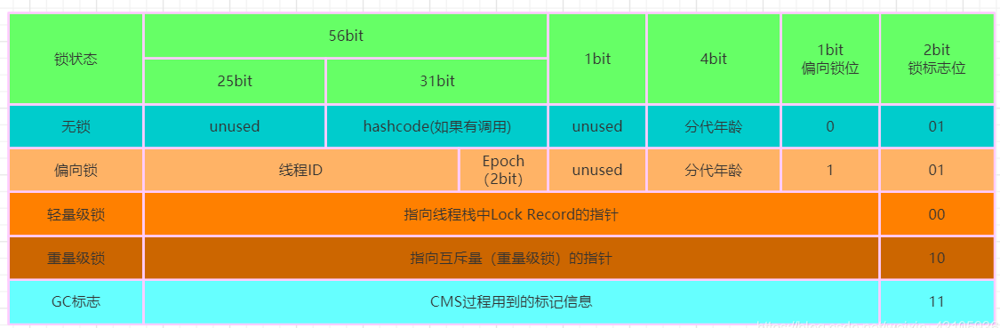 锁状态
56bit
1bit
4bit
1bit
偏向锁位
2bit
锁标志位
25bit
31bit
无锁
unused
hashcode(如果有调用)
unused
分代年龄
0
01
偏向锁
线程ID
Epoch
（2bit）
unused
分代年龄
1
01
轻量级锁
指向线程栈中Lock Record的指针
00
重量级锁
指向互斥量（重量级锁）的指针
10
GC标志
CMS过程用到的标记信息
11